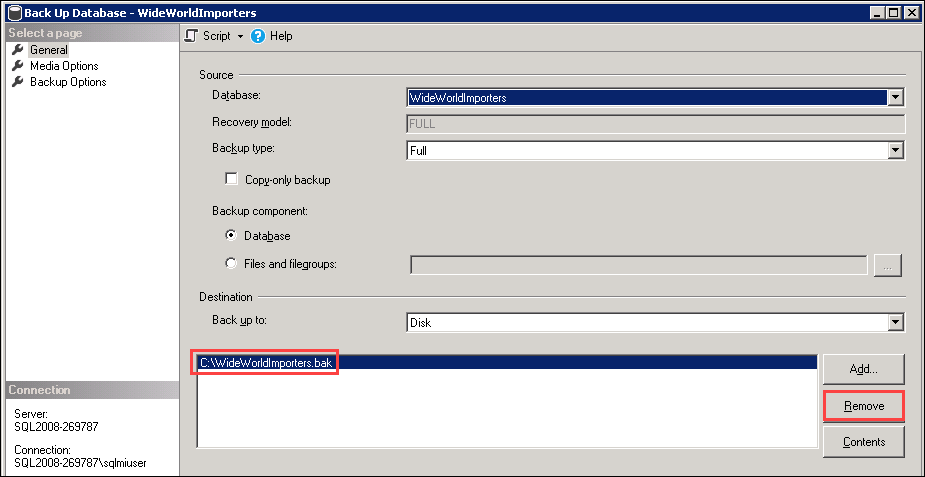 Back Up Database - WideWorldImporters
Select a page
General
Media Options
Backup Options
Script
Help
Source
Database:
WideWorldImporters
Recovery model:
FULL
Backup type:
Full
Copy-only backup
Backup component:
Database
Files and filegroups:
...
Destination
Back up to:
Disk
C:\WideWorldImporters.bak
Add...
Remove
Contents
Connection
Server:
SQL2008-269787
Connection:
SQL2008-269787\sqlmiuser